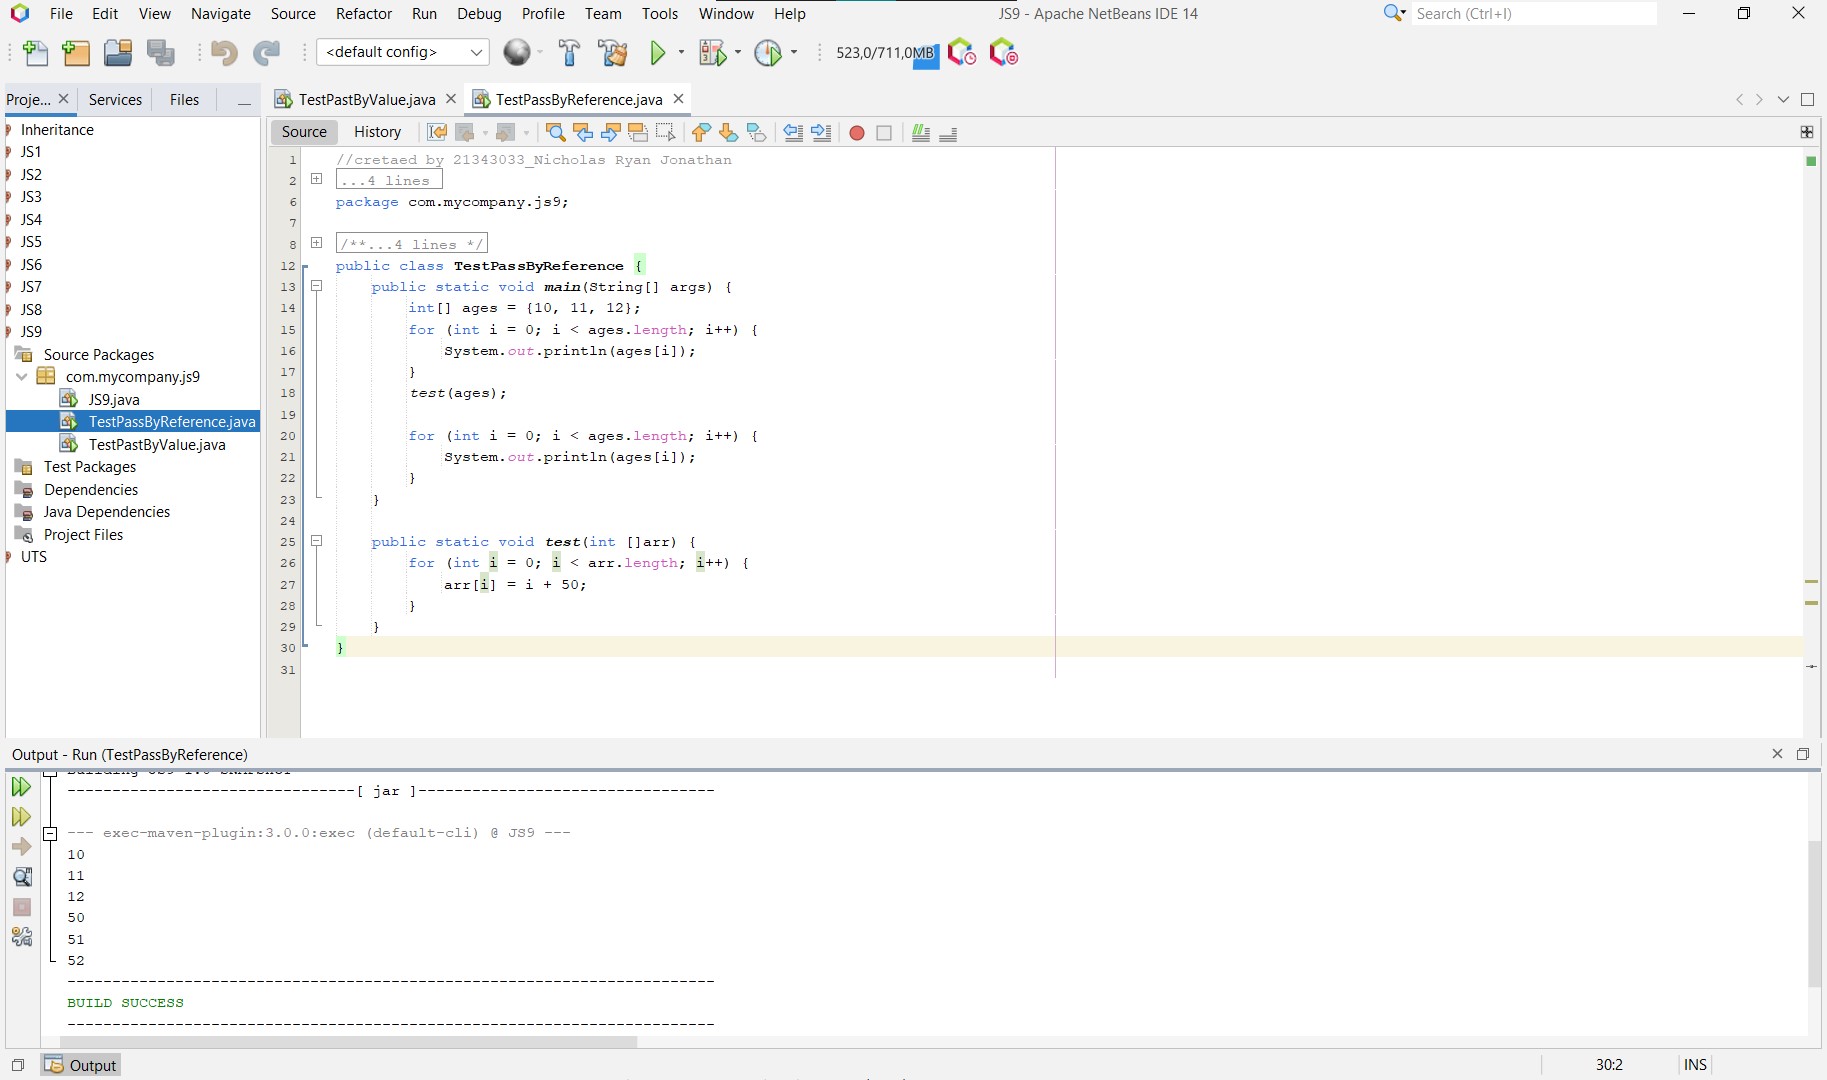 File Edit View Navigate Source Refactor Run Debug Profile Team Tools Window Help
JS9 - Apache NetBeans IDE 14
Search (Ctrl+I)
<default config>
523,0/711,0MB
Proje... Services Files
TestPastByValue.java TestPassByReference.java
Inheritance
JS1
JS2
JS3
JS4
JS5
JS6
JS7
JS8
JS9
Source Packages
com.mycompany.js9
JS9.java
TestPassByReference.java
TestPastByValue.java
Test Packages
Dependencies
Java Dependencies
Project Files
UTS
Source History
1 //cretaed by 21343033_Nicholas Ryan Jonathan
2 ...4 lines
6 package com.mycompany.js9;
7
8 /**...4 lines */
12 public class TestPassByReference {
13 public static void main(String[] args) {
14 int[] ages = {10, 11, 12};
15 for (int i = 0; i < ages.length; i++) {
16 System.out.println(ages[i]);
17 }
18 test(ages);
19
20 for (int i = 0; i < ages.length; i++) {
21 System.out.println(ages[i]);
22 }
23 }
24
25 public static void test(int []arr) {
26 for (int i = 0; i < arr.length; i++) {
27 arr[i] = i + 50;
28 }
29 }
30 }
31
Output - Run (TestPassByReference)
--------------------------------[ jar ]---------------------------------
--- exec-maven-plugin:3.0.0:exec (default-cli) @ JS9 ---
10
11
12
50
51
52
------------------------------------------------------------------------
BUILD SUCCESS
------------------------------------------------------------------------
Output
30:2 INS